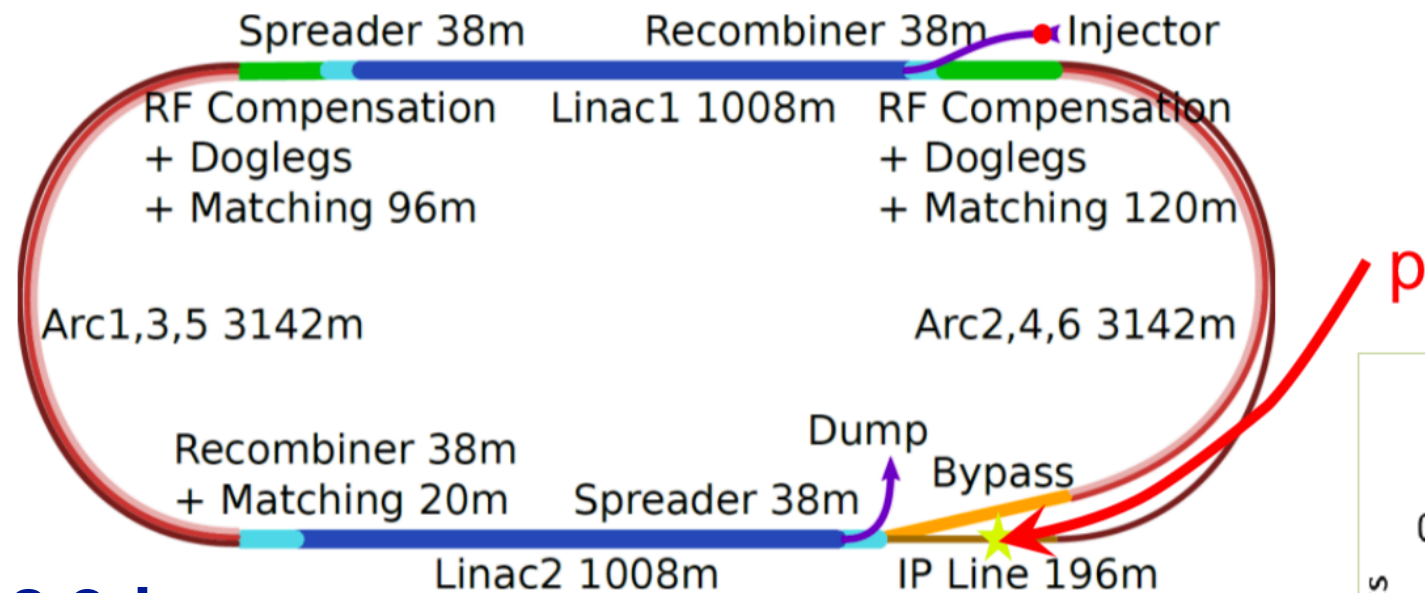 Spreader 38m
Recombiner 38m
Injector
RF Compensation
+ Doglegs
+ Matching 96m
Linac1 1008m
RF Compensation
+ Doglegs
+ Matching 120m
p
Arc1,3,5 3142m
Arc2,4,6 3142m
Dump
Recombiner 38m
+ Matching 20m
Spreader 38m
Bypass
Linac2 1008m
IP Line 196m
s